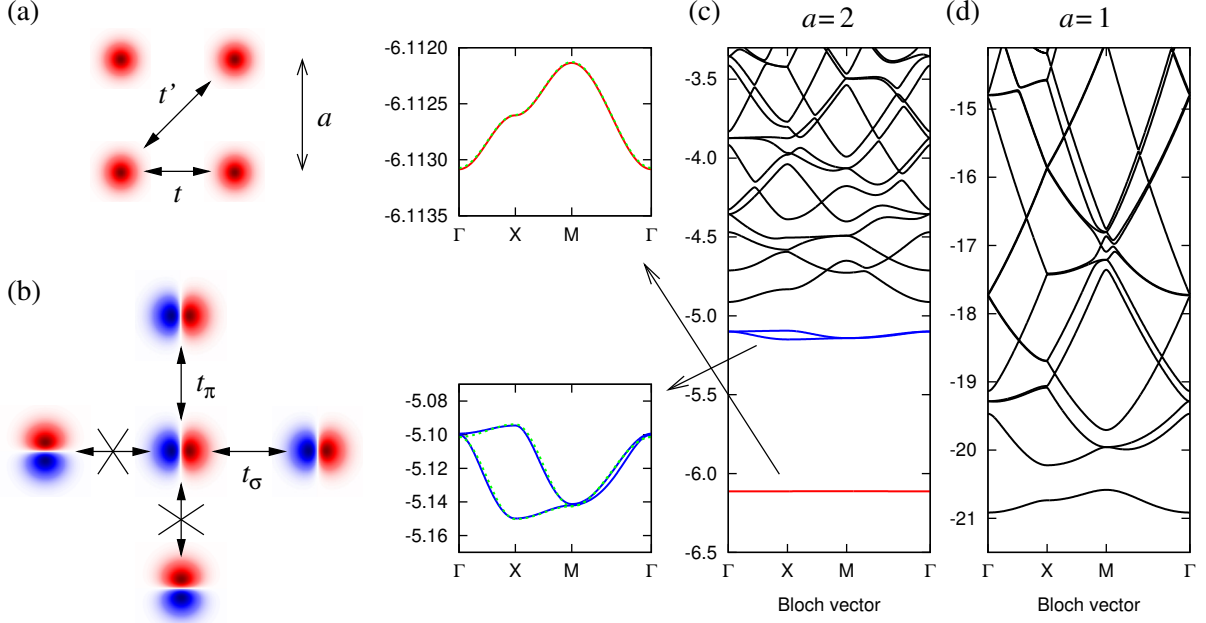 (a)
t'
a
t
-6.1120
-6.1125
-6.1130
-6.1135
Γ X M Γ
(b)
tπ
tσ
-5.08
-5.10
-5.12
-5.14
-5.16
Γ X M Γ
(c) a=2
-3.5
-4.0
-4.5
-5.0
-5.5
-6.0
-6.5
Γ X M Γ
Bloch vector
(d) a=1
-15
-16
-17
-18
-19
-20
-21
Γ X M Γ
Bloch vector